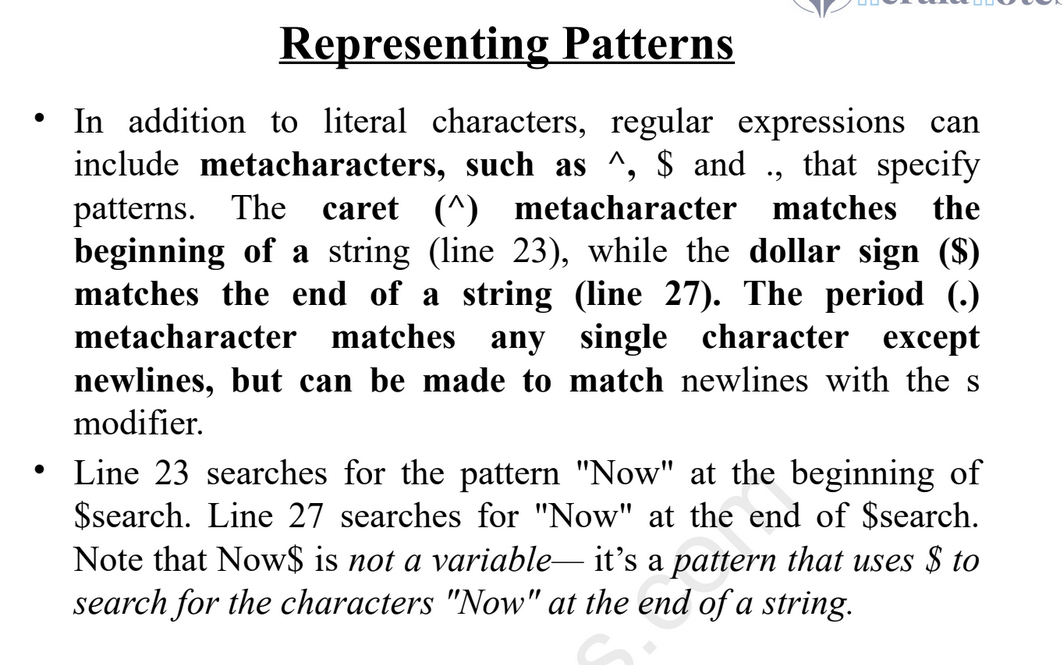 Representing Patterns
• In addition to literal characters, regular expressions can
include metacharacters, such as ^, $ and ., that specify
patterns. The caret (^) metacharacter matches the
beginning of a string (line 23), while the dollar sign ($)
matches the end of a string (line 27). The period (.)
metacharacter matches any single character except
newlines, but can be made to match newlines with the s
modifier.
• Line 23 searches for the pattern "Now" at the beginning of
$search. Line 27 searches for "Now" at the end of $search.
Note that Now$ is not a variable— it’s a pattern that uses $ to
search for the characters "Now" at the end of a string.
s.com